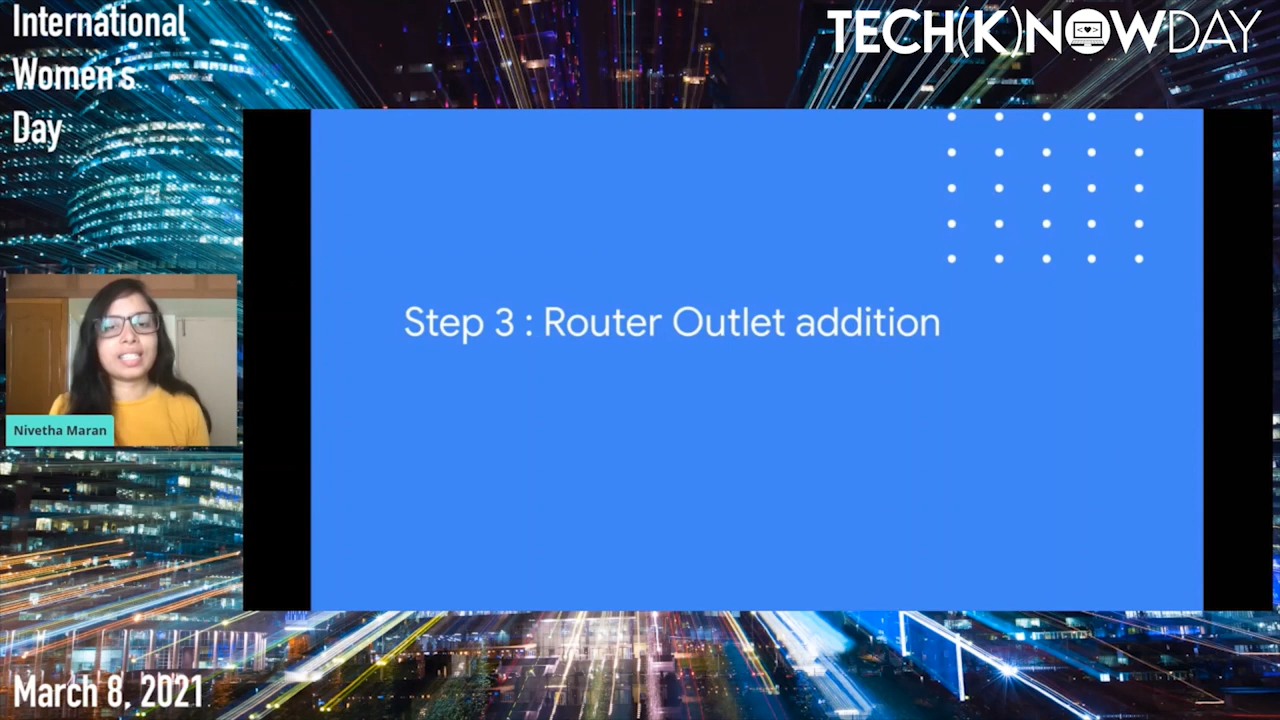 International
Women's
Day
TECH(K)NOWDAY
Step 3 : Router Outlet addition
Nivetha Maran
March 8, 2021